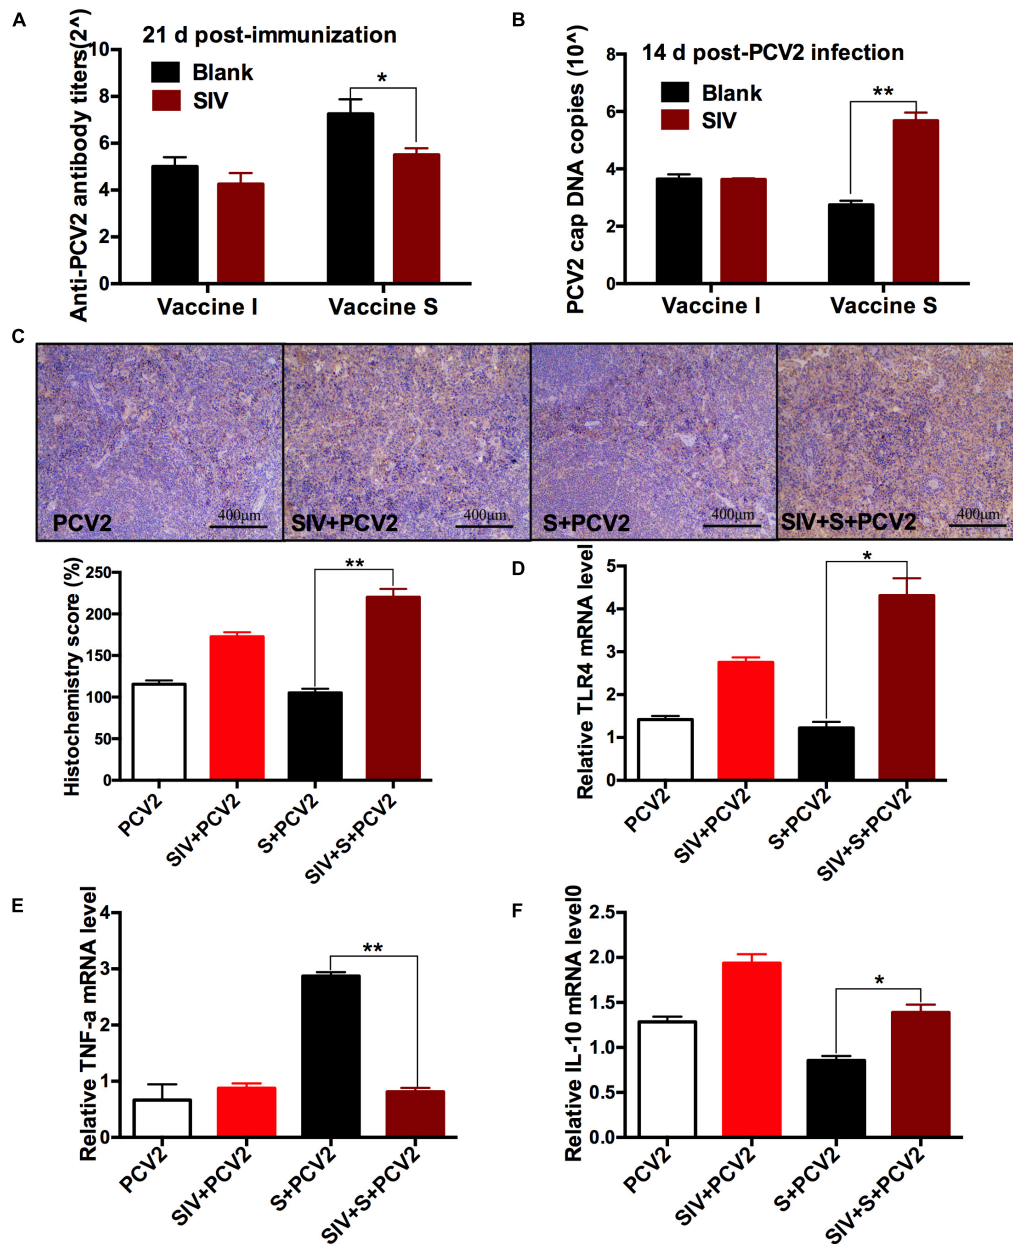 A
21 d post-immunization
Anti-PCV2 antibody titers(2^)
10
8
6
4
2
0
Blank
SIV
*
Vaccine I
Vaccine S
B
14 d post-PCV2 infection
PCV2 cap DNA copies (10^)
8
6
4
2
0
Blank
SIV
**
Vaccine I
Vaccine S
C
PCV2
400μm
SIV+PCV2
400μm
S+PCV2
400μm
SIV+S+PCV2
400μm
Histochemistry score (%)
250
200
150
100
50
0
**
PCV2
SIV+PCV2
S+PCV2
SIV+S+PCV2
D
Relative TLR4 mRNA level
5
4
3
2
1
0
*
PCV2
SIV+PCV2
S+PCV2
SIV+S+PCV2
E
Relative TNF-a mRNA level
4
3
2
1
0
**
PCV2
SIV+PCV2
S+PCV2
SIV+S+PCV2
F
Relative IL-10 mRNA level0
2.5
2.0
1.5
1.0
0.5
0.0
*
PCV2
SIV+PCV2
S+PCV2
SIV+S+PCV2